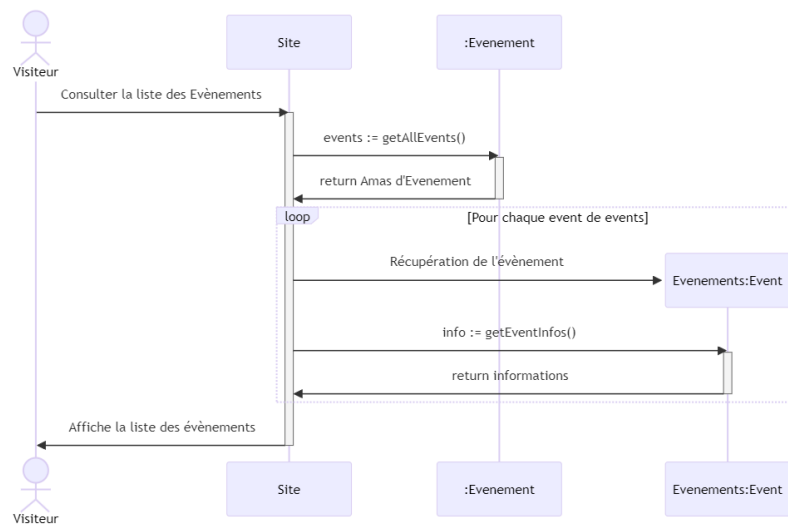 Site
:Evenement
Visiteur
Consulter la liste des Evènements
events := getAllEvents()
return Amas d'Evenement
loop
[Pour chaque event de events]
Récupération de l'évènement
Evenements:Event
info := getEventInfos()
return informations
Affiche la liste des évènements
Site
:Evenement
Evenements:Event
Visiteur